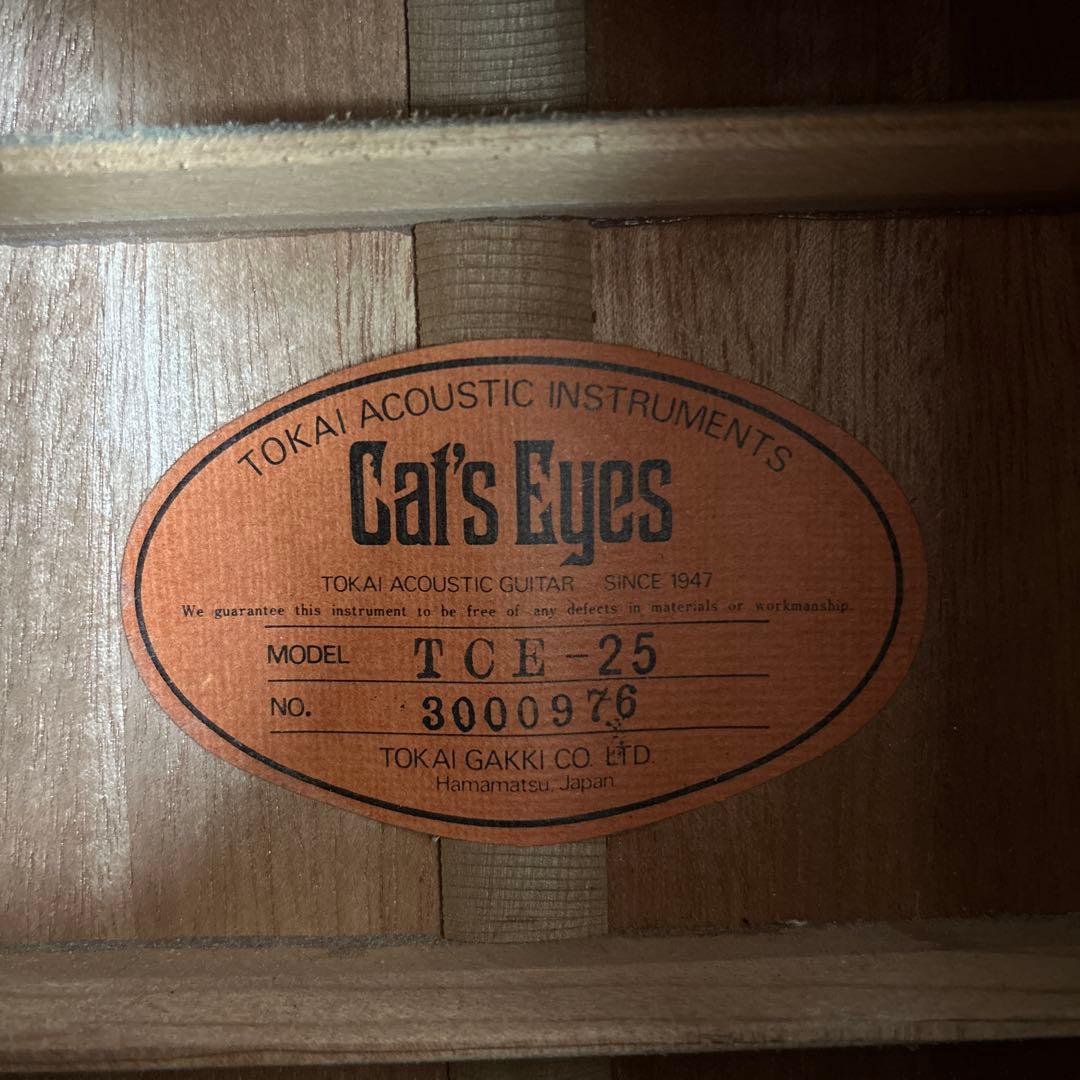 TOKAI ACOUSTIC INSTRUMENTS
Cat's Eyes
TOKAI ACOUSTIC GUITAR SINCE 1947
We guarantee this instrument to be free of any defects in materials or workmanship.
MODEL TCE-25
NO. 3000976
TOKAI GAKKI CO. LTD.
Hamamatsu, Japan